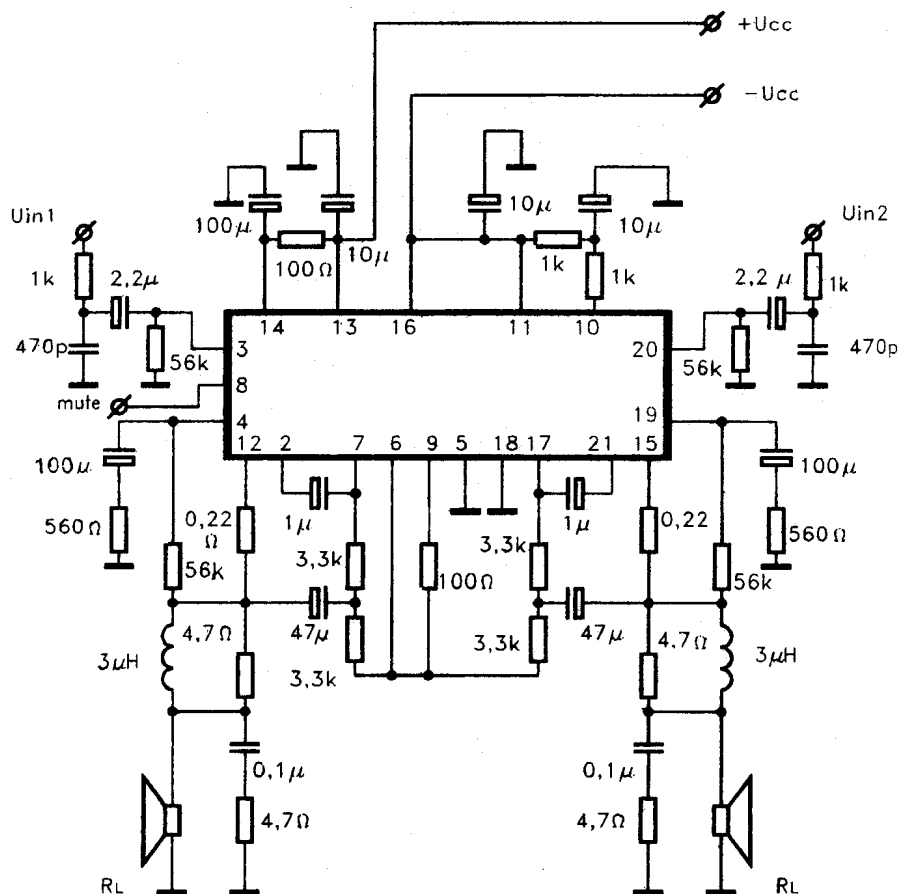 +Ucc
-Ucc
Uin1
100μ
10μ
10μ
10μ
Uin2
100Ω
1k
1k
1k
2,2μ
2,2 μ
1k
14
13
16
11
10
470p
56k
3
20
56k
470p
8
mute
4
19
12
2
7
6
9
5
18
17
21
15
100μ
100μ
1μ
1μ
560Ω
0,22
Ω
0,22
560Ω
56k
3,3k
100Ω
3,3k
56k
47μ
47μ
4,7Ω
4,7Ω
3μH
3,3k
3,3k
3μH
0,1μ
0,1μ
4,7Ω
4,7Ω
RL
RL